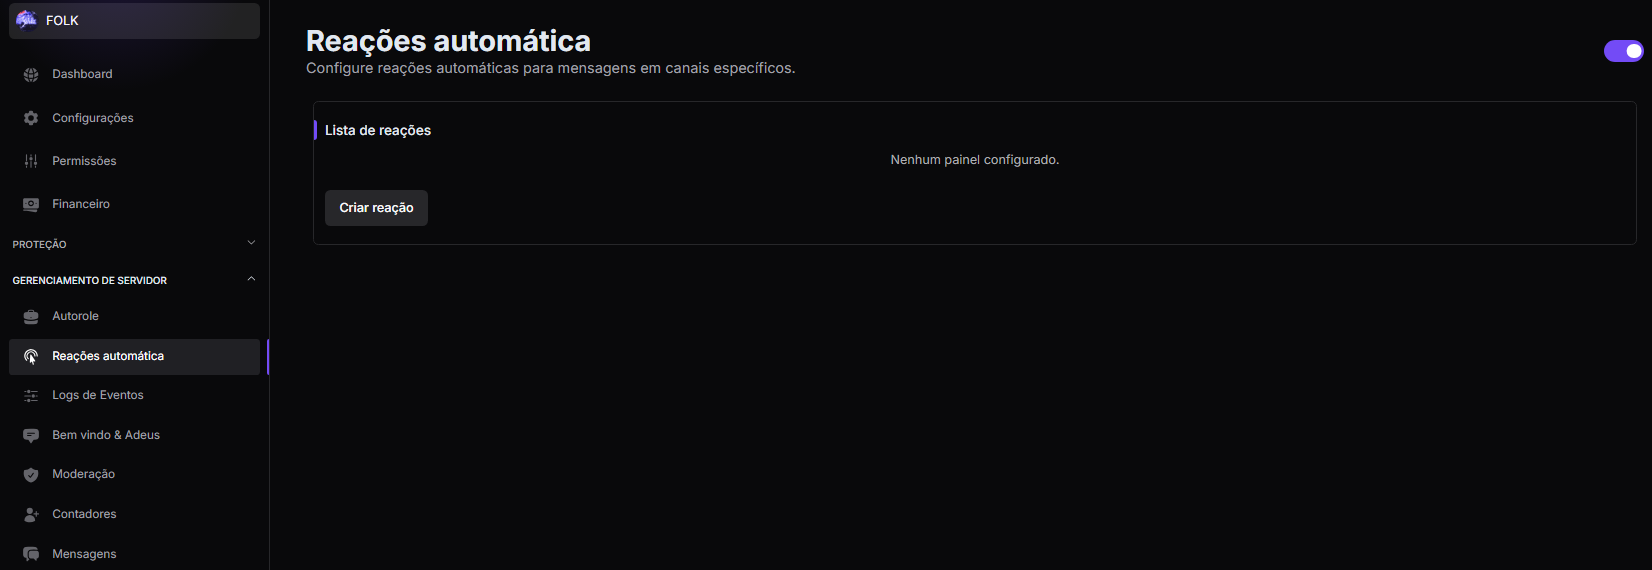 FOLK
Dashboard
Configurações
Permissões
Financeiro
PROTEÇÃO
GERENCIAMENTO DE SERVIDOR
Autorole
Reações automática
Logs de Eventos
Bem vindo & Adeus
Moderação
Contadores
Mensagens
Reações automática
Configure reações automáticas para mensagens em canais específicos.
Lista de reações
Nenhum painel configurado.
Criar reação